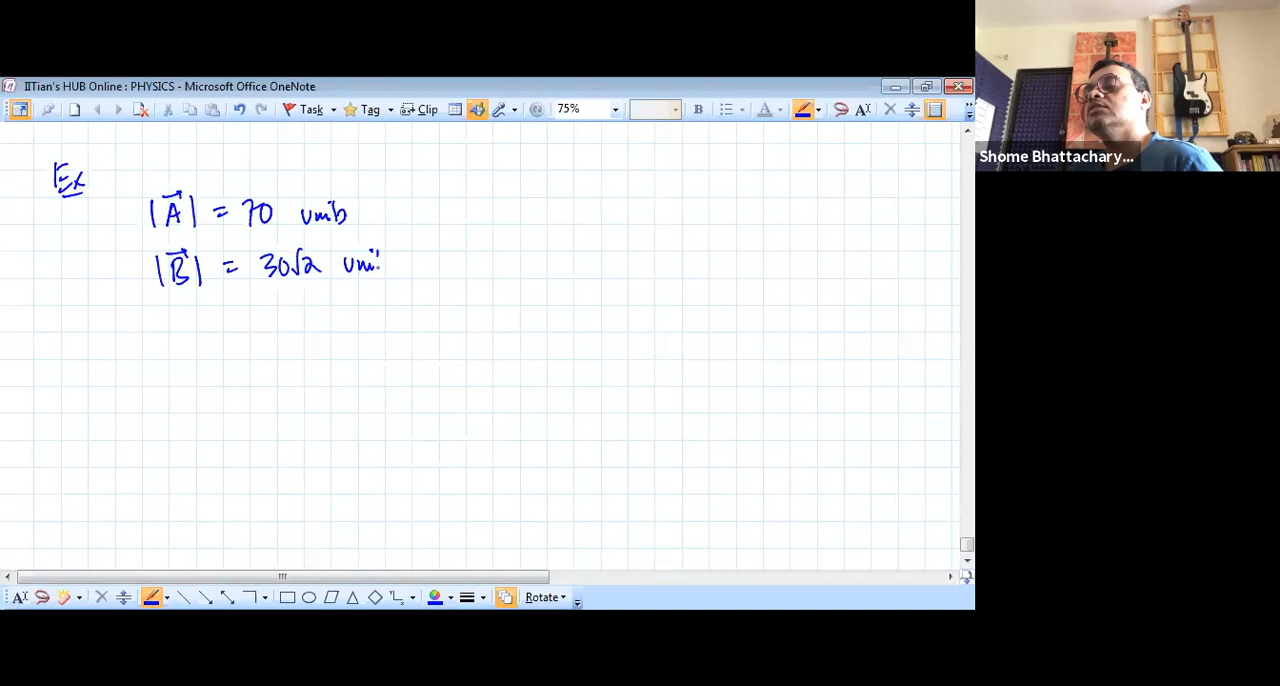 IITian's HUB Online : PHYSICS - Microsoft Office OneNote
Task Tag Clip 75% B A
Ex
|A⃗| = 70 units
|B⃗| = 30√2 uni
Shome Bhattachary...
Rotate